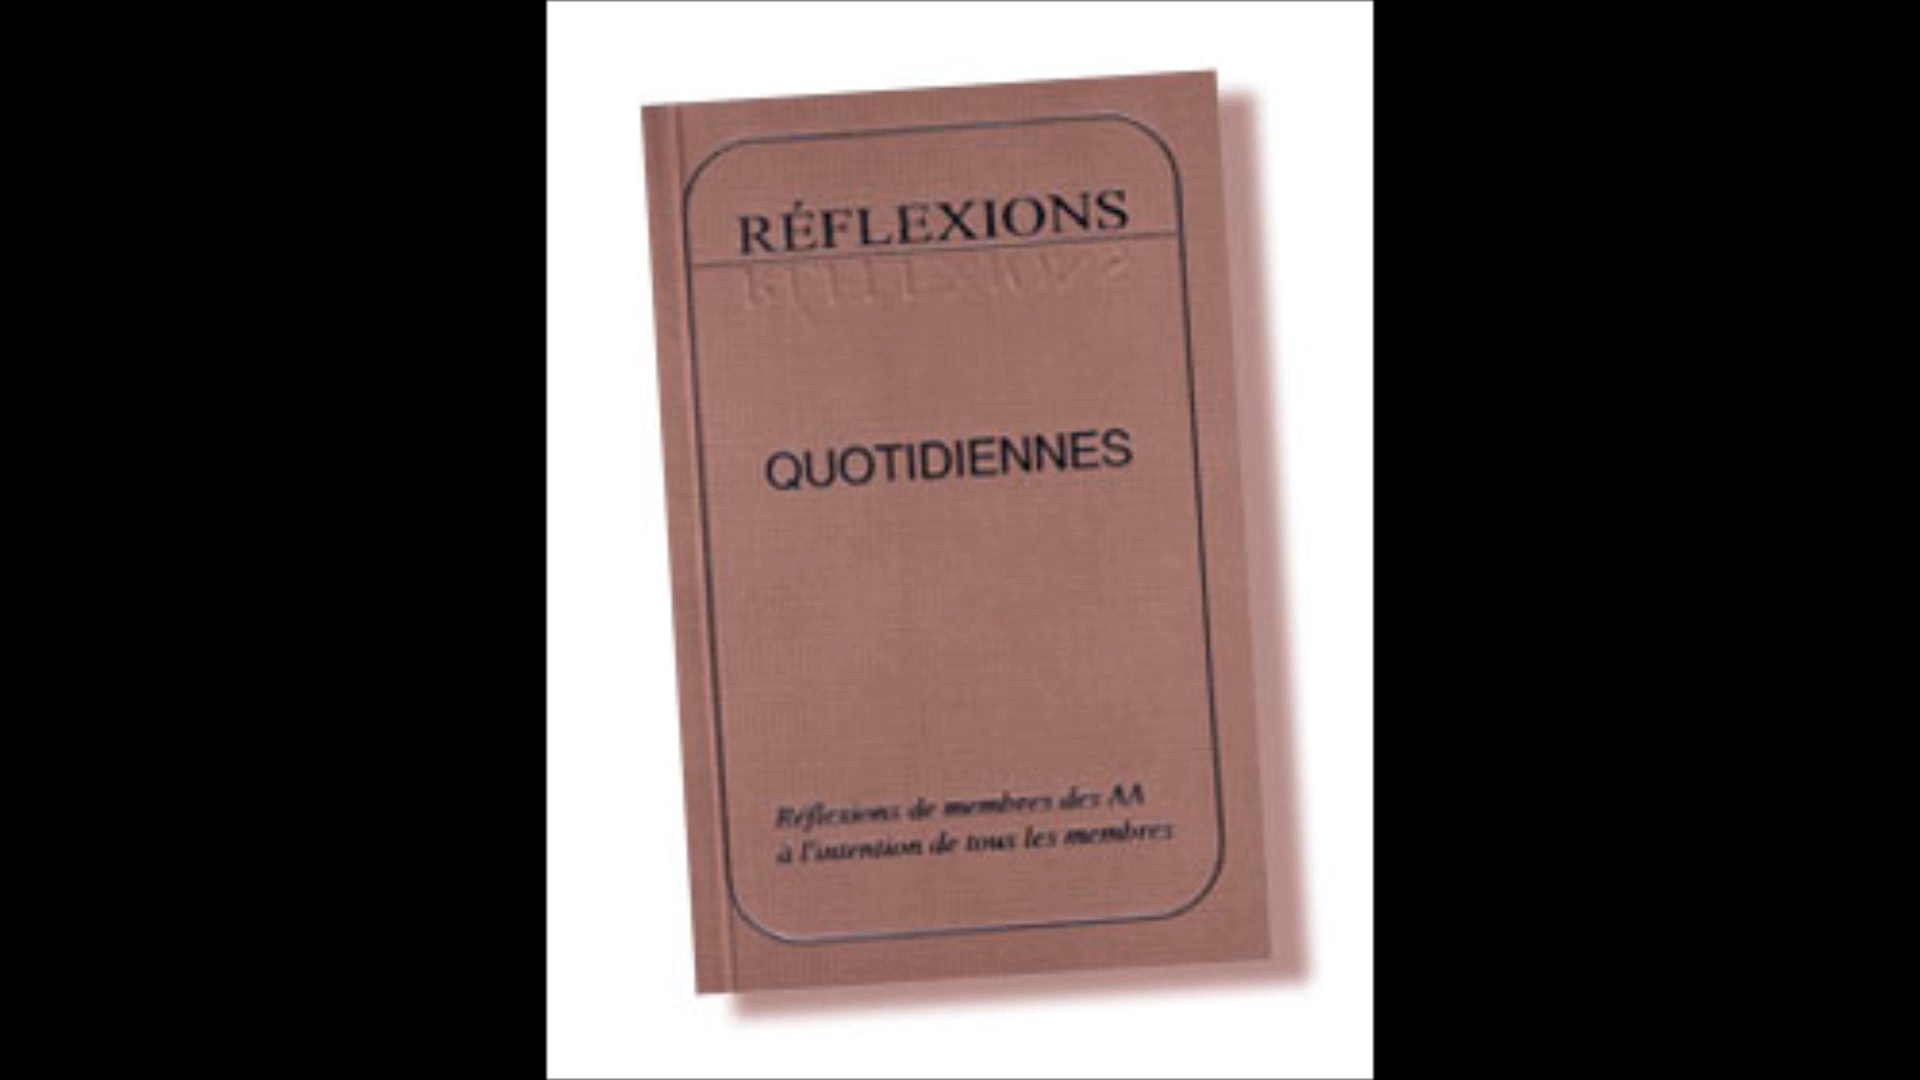 RÉFLEXIONS
QUOTIDIENNES
Réflexions de membres des AA
à l'intention de tous les membres